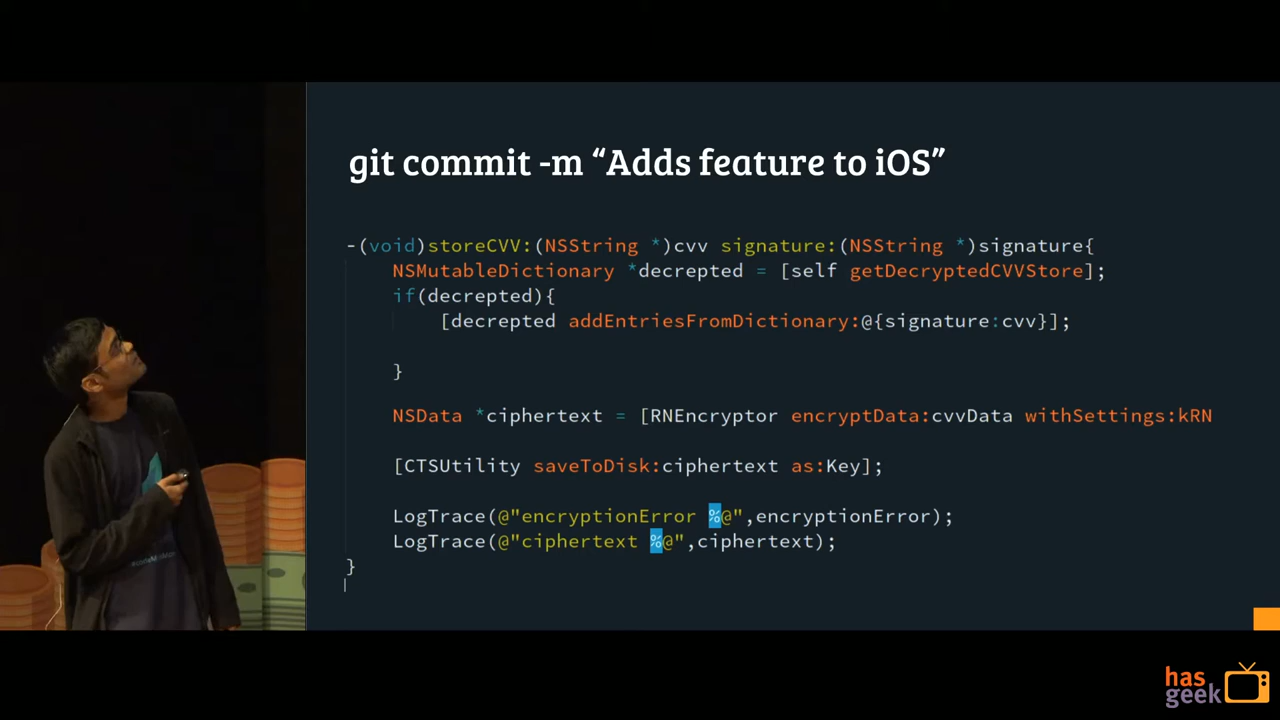 git commit -m “Adds feature to iOS”
-(void)storeCVV:(NSString *)cvv signature:(NSString *)signature{
NSMutableDictionary *decrepted = [self getDecryptedCVVStore];
if(decrepted){
[decrepted addEntriesFromDictionary:@{signature:cvv}];
}
NSData *ciphertext = [RNEncryptor encryptData:cvvData withSettings:kRN
[CTSUtility saveToDisk:ciphertext as:Key];
LogTrace(@"encryptionError %@",encryptionError);
LogTrace(@"ciphertext %@",ciphertext);
}
has
geek